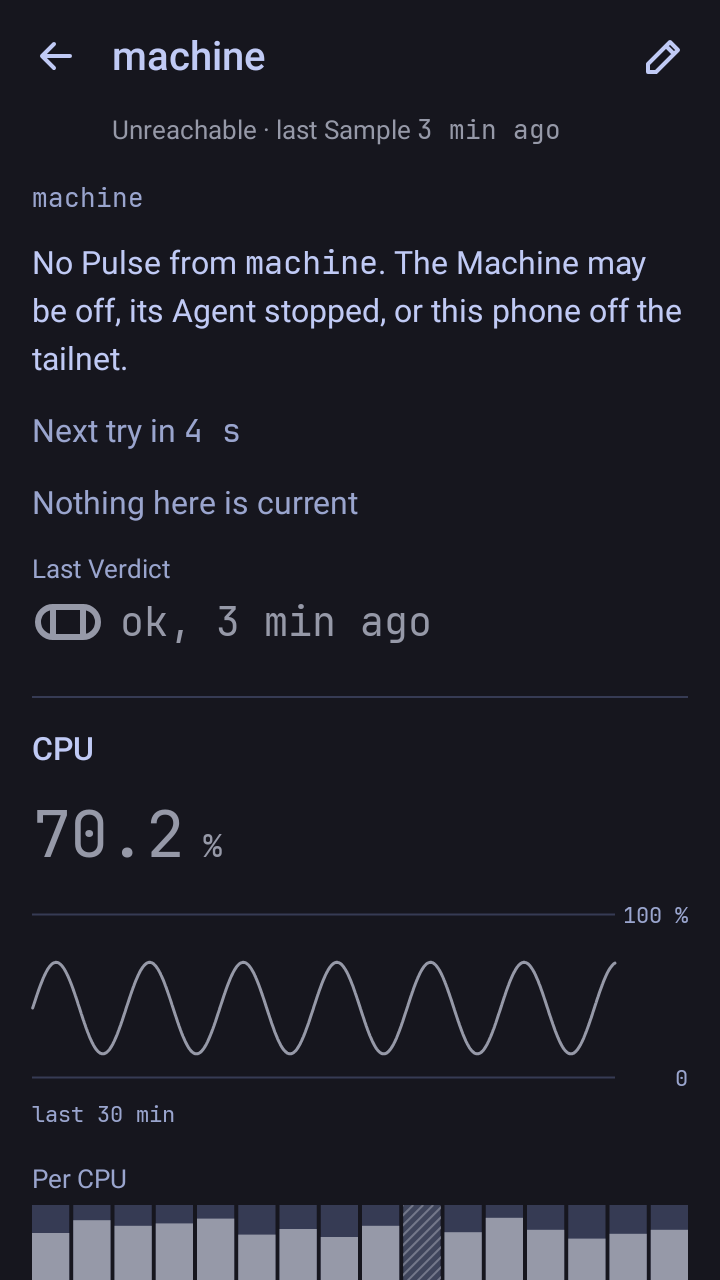 machine
Unreachable · last Sample 3 min ago
machine
No Pulse from machine. The Machine may
be off, its Agent stopped, or this phone off the
tailnet.
Next try in 4 s
Nothing here is current
Last Verdict
ok, 3 min ago
CPU
70.2 %
100 %
0
last 30 min
Per CPU